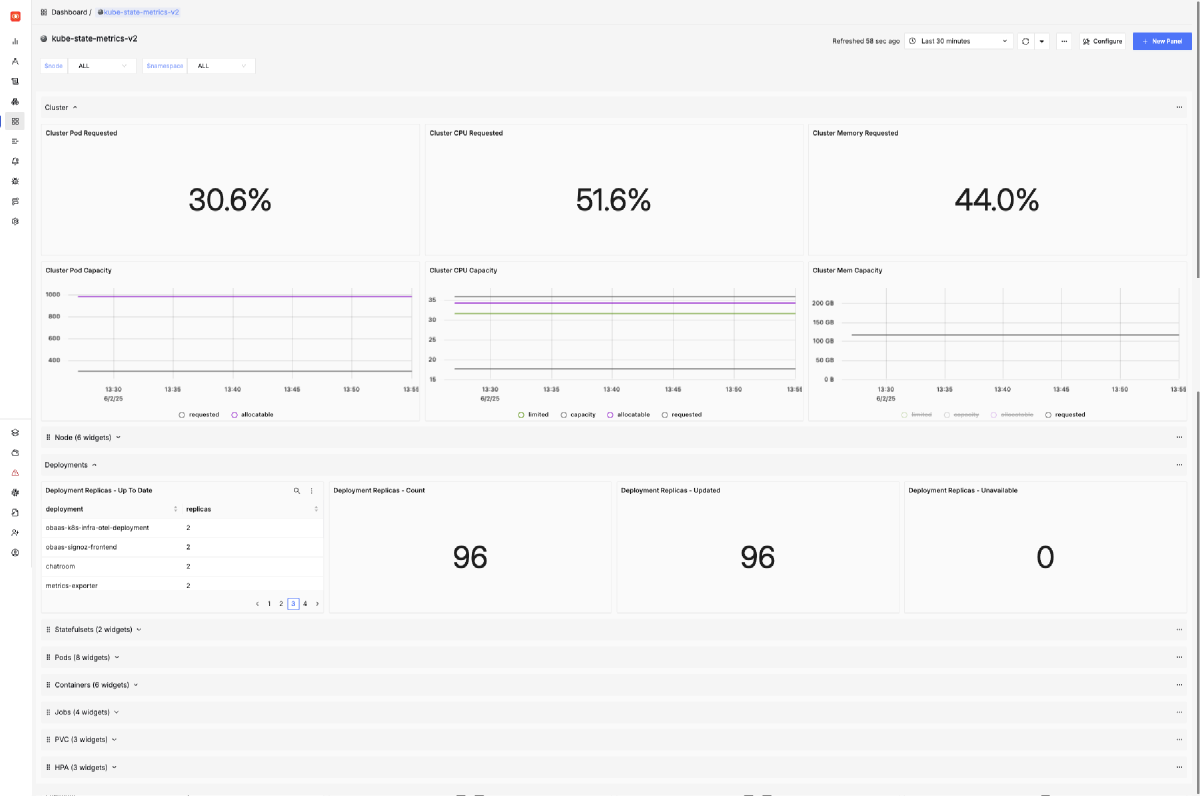 Dashboard / kube-state-metrics-v2
kube-state-metrics-v2
Refreshed 58 sec ago Last 30 minutes Configure + New Panel
$node ALL $namespace ALL
Cluster
Cluster Pod Requested
30.6%
Cluster CPU Requested
51.6%
Cluster Memory Requested
44.0%
Cluster Pod Capacity
1000
800
600
400
13:30 13:35 13:40 13:45 13:50 13:55
6/2/25
requested allocatable
Cluster CPU Capacity
35
30
25
20
15
13:30 13:35 13:40 13:45 13:50 13:55
6/2/25
limited capacity allocatable requested
Cluster Mem Capacity
200 GB
150 GB
100 GB
50 GB
0 B
13:30 13:35 13:40 13:45 13:50 13:55
6/2/25
limited capacity allocatable requested
Node (6 widgets)
Deployments
Deployment Replicas - Up To Date
deployment replicas
obaas-k8s-infra-otel-deployment 2
obaas-signoz-frontend 2
chatroom 2
metrics-exporter 2
1 2 3 4
Deployment Replicas - Count
96
Deployment Replicas - Updated
96
Deployment Replicas - Unavailable
0
Statefulsets (2 widgets)
Pods (8 widgets)
Containers (6 widgets)
Jobs (4 widgets)
PVC (3 widgets)
HPA (3 widgets)